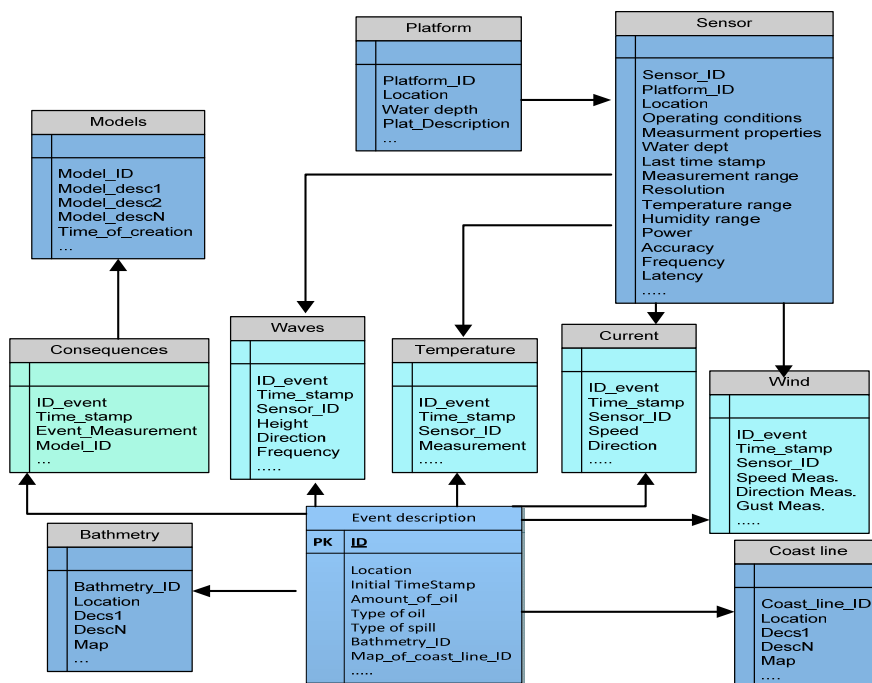 Platform
Platform_ID
Location
Water depth
Plat_Description
...
Sensor
Sensor_ID
Platform_ID
Location
Operating conditions
Measurment properties
Water dept
Last time stamp
Measurement range
Resolution
Temperature range
Humidity range
Power
Accuracy
Frequency
Latency
.....
Models
Model_ID
Model_desc1
Model_desc2
Model_descN
Time_of_creation
...
Consequences
ID_event
Time_stamp
Event_Measurement
Model_ID
...
Waves
ID_event
Time_stamp
Sensor_ID
Height
Direction
Frequency
.....
Temperature
ID_event
Time_stamp
Sensor_ID
Measurement
.....
Current
ID_event
Time_stamp
Sensor_ID
Speed
Direction
.....
Wind
ID_event
Time_stamp
Sensor_ID
Speed Meas.
Direction Meas.
Gust Meas.
.....
Bathmetry
Bathmetry_ID
Location
Decs1
DescN
Map
...
Event description
PK ID
Location
Initial TimeStamp
Amount_of_oil
Type of oil
Type of spill
Bathmetry_ID
Map_of_coast_line_ID
.....
Coast line
Coast_line_ID
Location
Decs1
DescN
Map
....